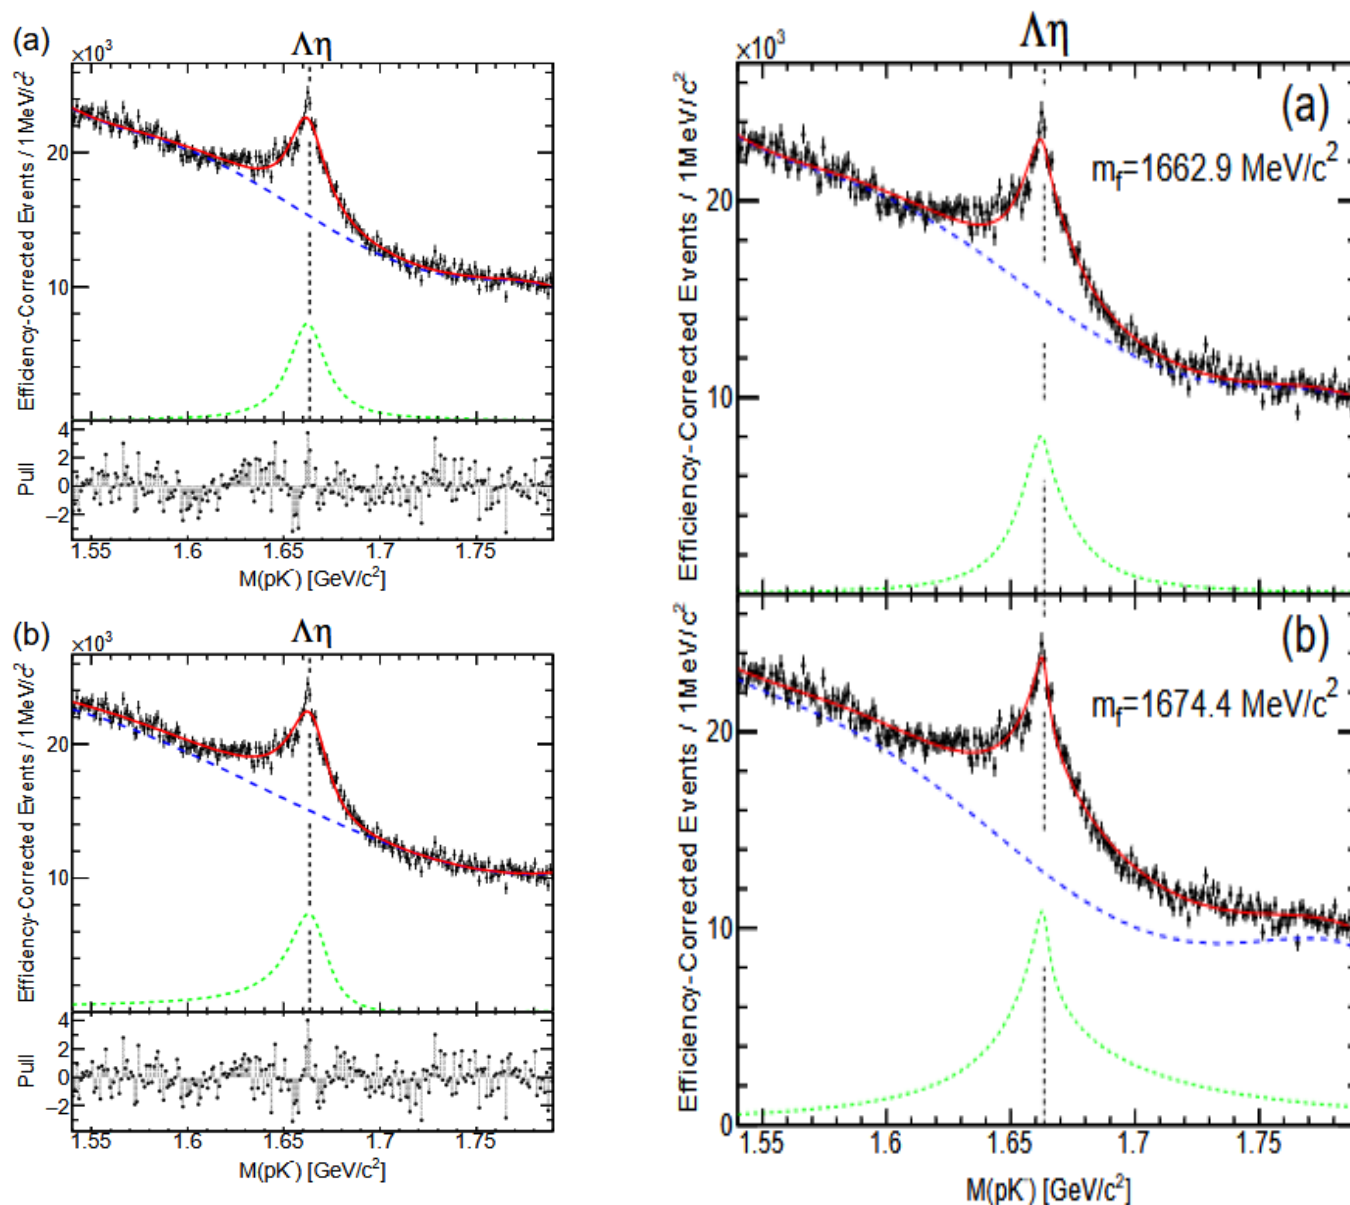 (a)
×10³
Λη
Efficiency-Corrected Events / 1 MeV/c²
20
10
Pull
4
2
0
−2
1.55 1.6 1.65 1.7 1.75
M(pK⁻) [GeV/c²]
(b)
×10³
Λη
Efficiency-Corrected Events / 1 MeV/c²
20
10
Pull
4
2
0
−2
1.55 1.6 1.65 1.7 1.75
M(pK⁻) [GeV/c²]
×10³
Λη
(a)
m_f=1662.9 MeV/c²
Efficiency-Corrected Events / 1MeV/c²
20
10
(b)
m_f=1674.4 MeV/c²
Efficiency-Corrected Events / 1MeV/c²
20
10
0
1.55 1.6 1.65 1.7 1.75
M(pK⁻) [GeV/c²]